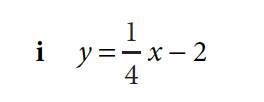 i y = 1/4 x − 2